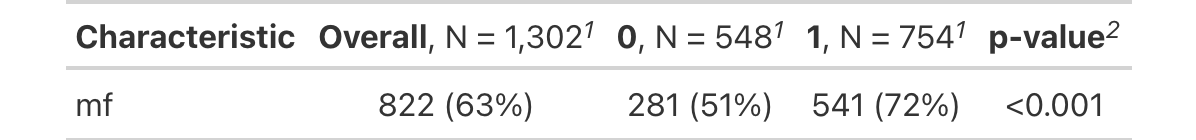 Characteristic Overall, N = 1,302¹ 0, N = 548¹ 1, N = 754¹ p-value²
mf 822 (63%) 281 (51%) 541 (72%) <0.001